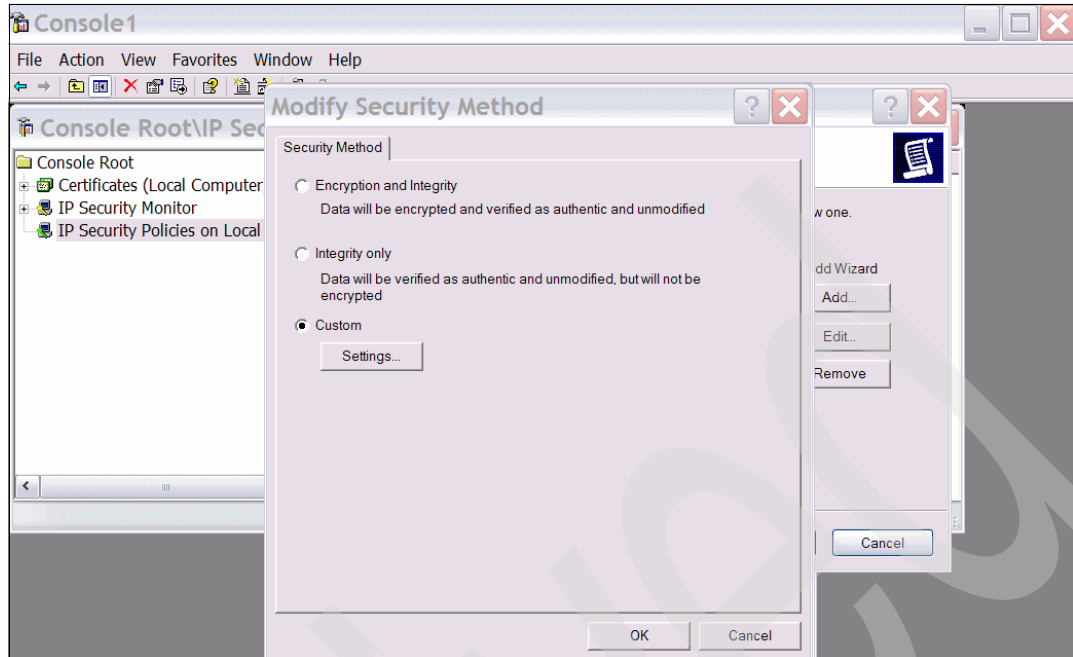 Console1
File Action View Favorites Window Help
Console Root\IP Sec
Console Root
Certificates (Local Computer
IP Security Monitor
IP Security Policies on Local
Modify Security Method
Security Method
Encryption and Integrity
Data will be encrypted and verified as authentic and unmodified
Integrity only
Data will be verified as authentic and unmodified, but will not be
encrypted
Custom
Settings...
OK Cancel
w one.
dd Wizard
Add...
Edit...
Remove
Cancel